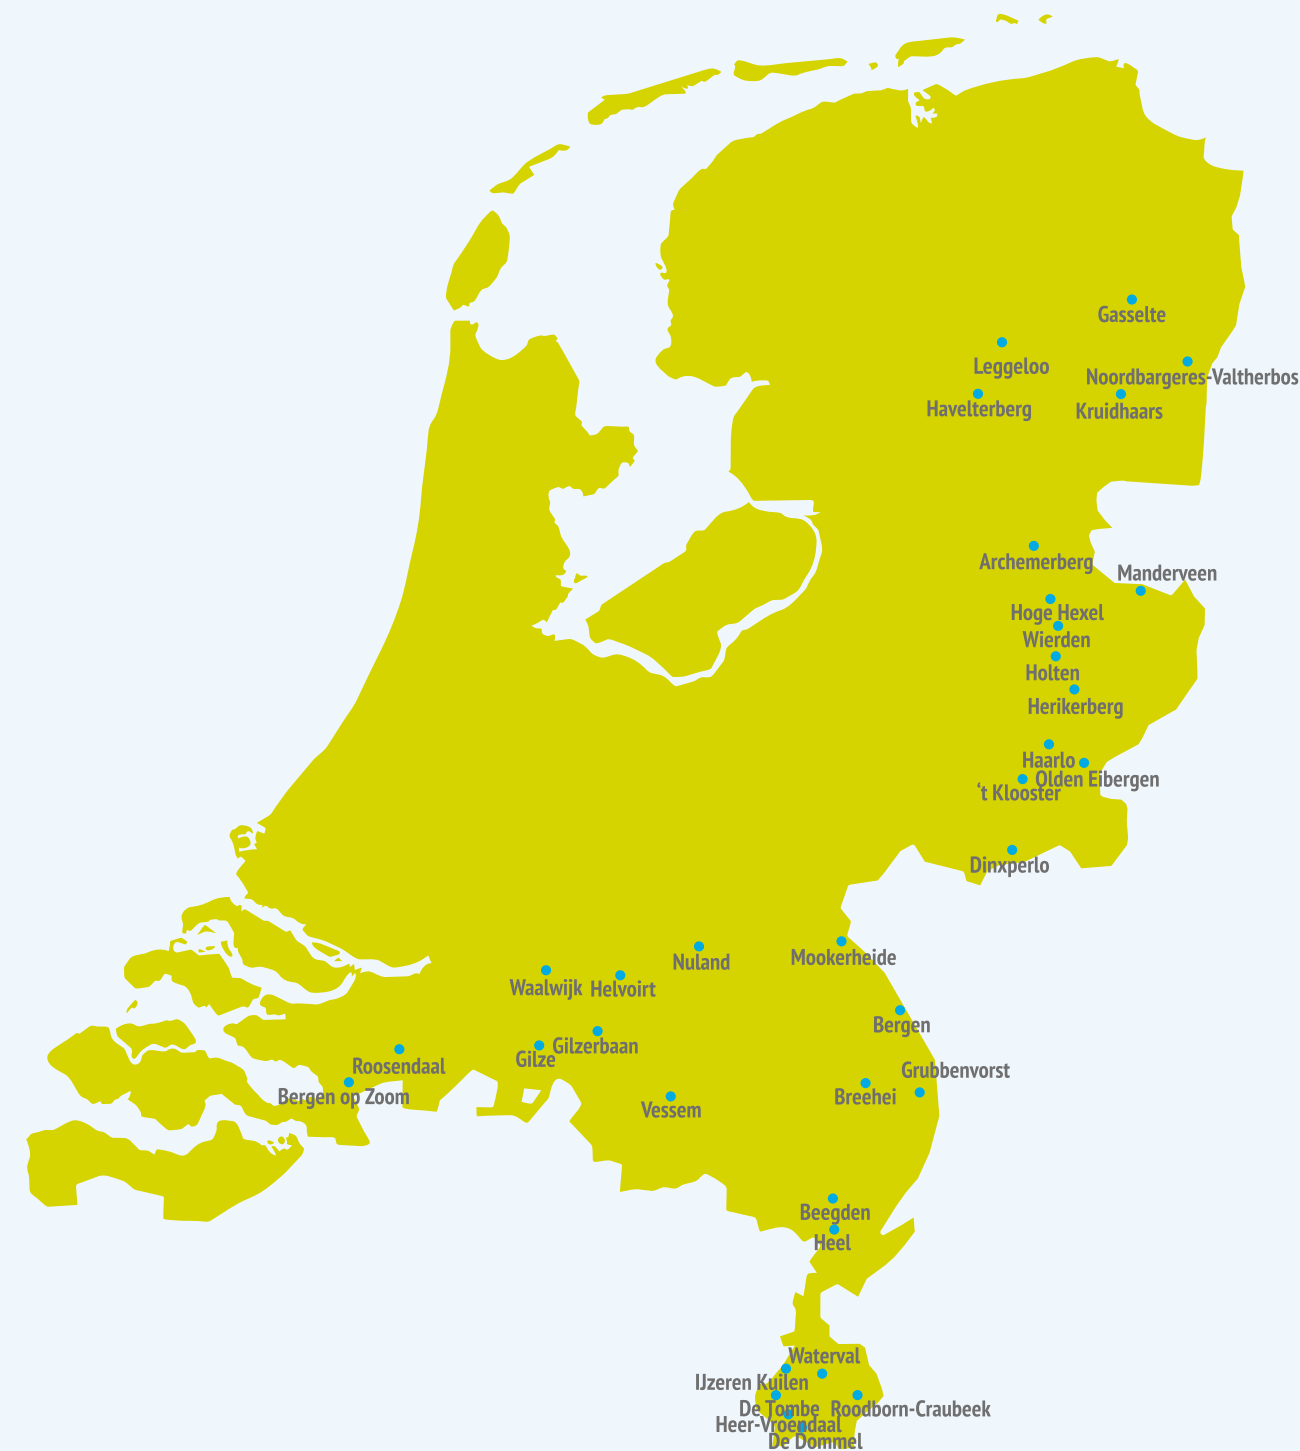 Gasselte
Leggeloo
Noordbargeres-Valtherbos
Havelterberg
Kruidhaars
Archemerberg
Manderveen
Hoge Hexel
Wierden
Holten
Herikerberg
Haarlo
Olden Eibergen
‘t Klooster
Dinxperlo
Mookerheide
Nuland
Waalwijk
Helvoirt
Bergen
Gilzerbaan
Gilze
Roosendaal
Grubbenvorst
Bergen op Zoom
Breehei
Vessem
Beegden
Heel
Waterval
IJzeren Kuilen
De Tombe
Roodborn-Craubeek
Heer-Vroendaal
De Dommel